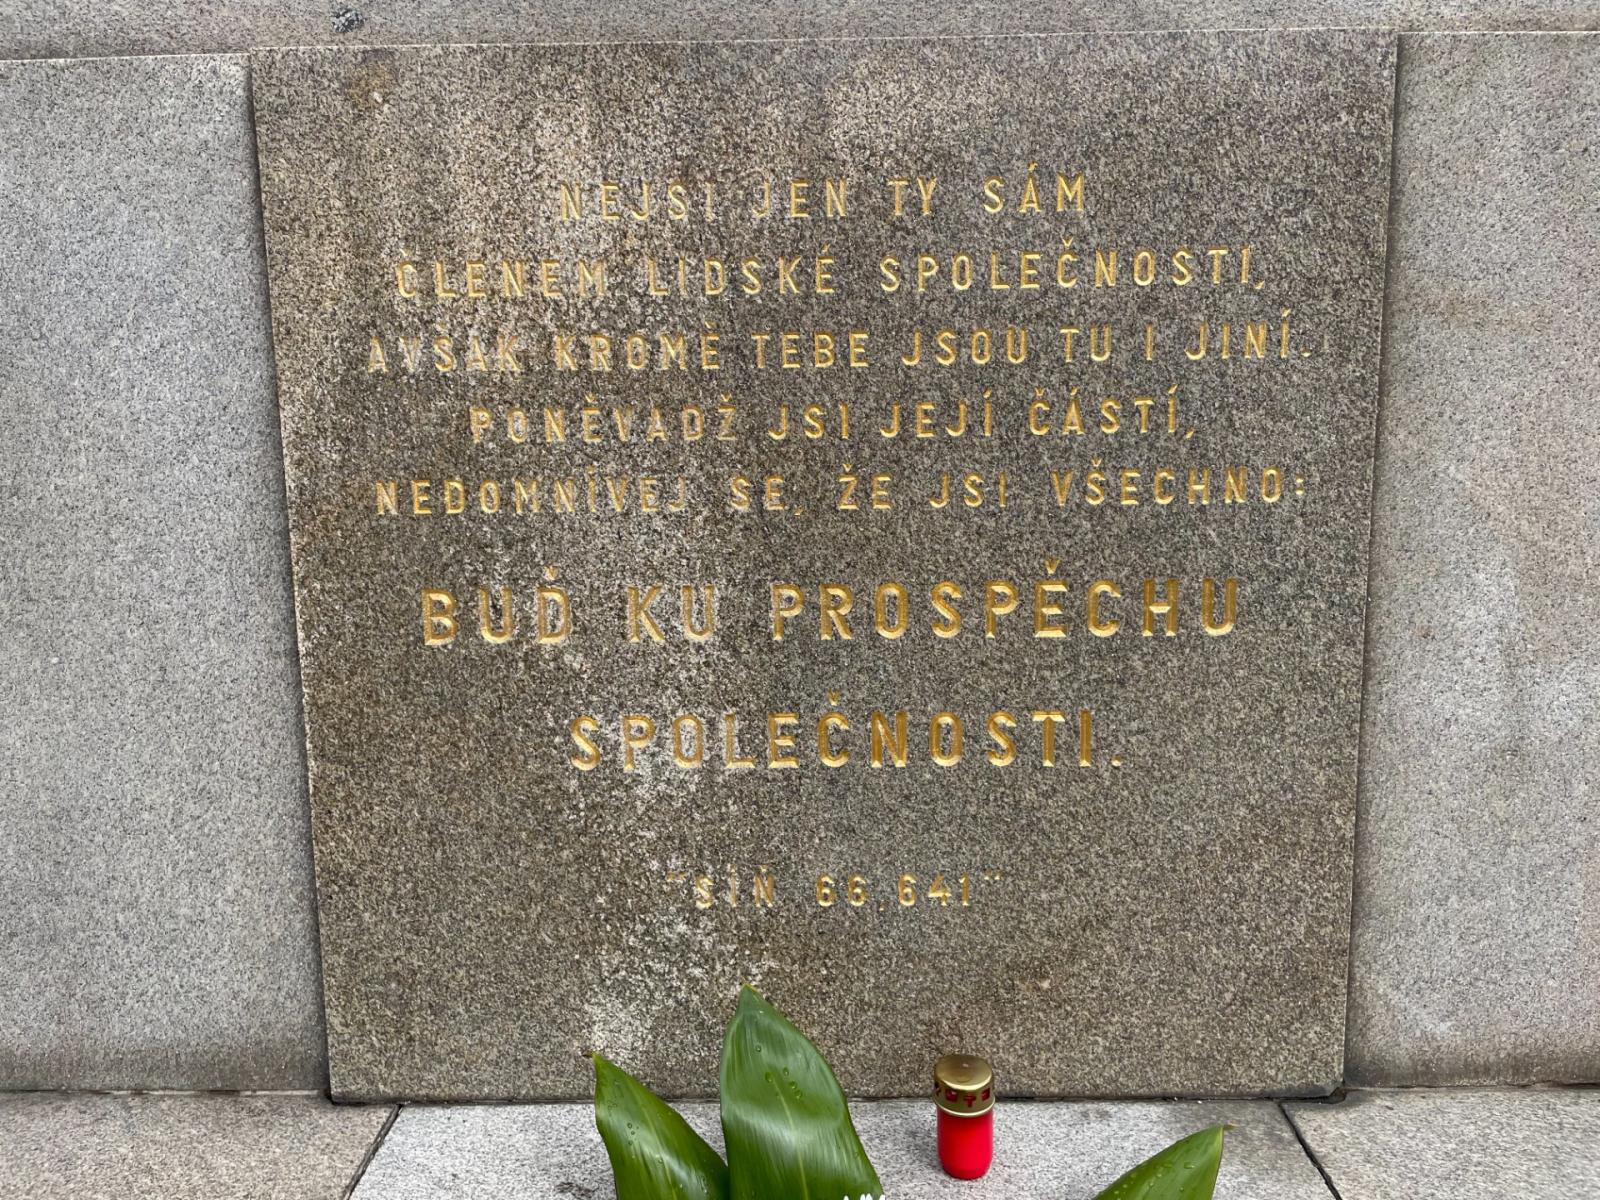 NEJSI JEN TY SÁM
ČLENEM LIDSKÉ SPOLEČNOSTI,
AVŠAK KROMĚ TEBE JSOU TU I JINÍ.
PONĚVADŽ JSI JEJÍ ČÁSTÍ,
NEDOMNÍVEJ SE, ŽE JSI VŠECHNO:
BUĎ KU PROSPĚCHU
SPOLEČNOSTI.
"SÍŇ 66.641"